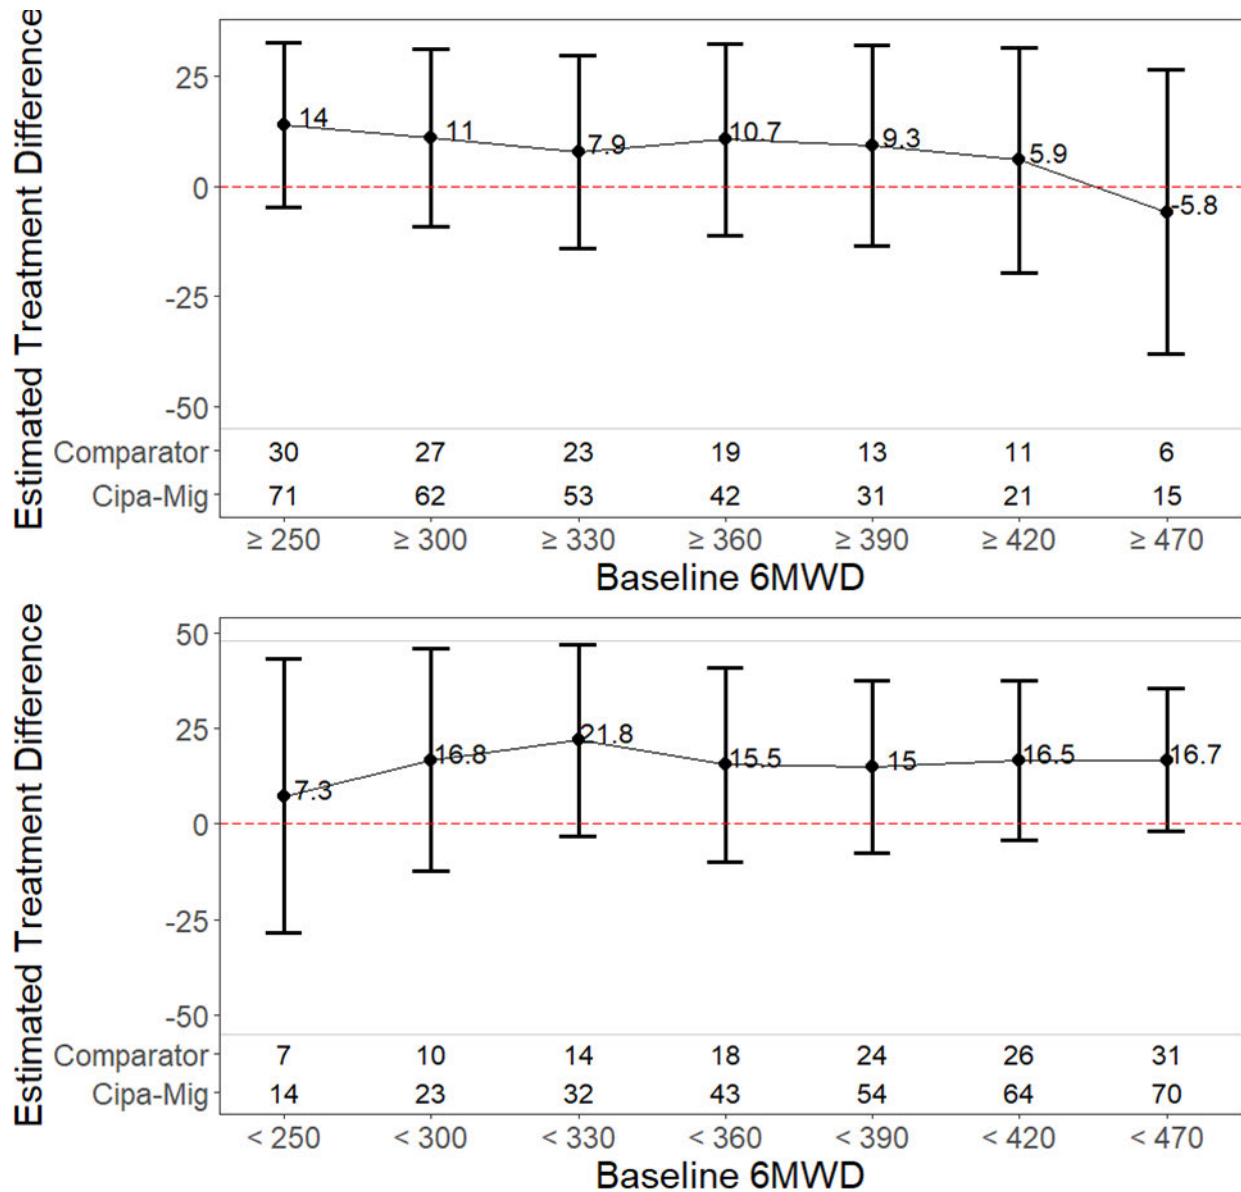 Estimated Treatment Difference
25
0
-25
-50
14
11
7.9
10.7
9.3
5.9
-5.8
Comparator 30 27 23 19 13 11 6
Cipa-Mig 71 62 53 42 31 21 15
≥ 250 ≥ 300 ≥ 330 ≥ 360 ≥ 390 ≥ 420 ≥ 470
Baseline 6MWD
Estimated Treatment Difference
50
25
0
-25
-50
7.3
16.8
21.8
15.5
15
16.5
16.7
Comparator 7 10 14 18 24 26 31
Cipa-Mig 14 23 32 43 54 64 70
< 250 < 300 < 330 < 360 < 390 < 420 < 470
Baseline 6MWD